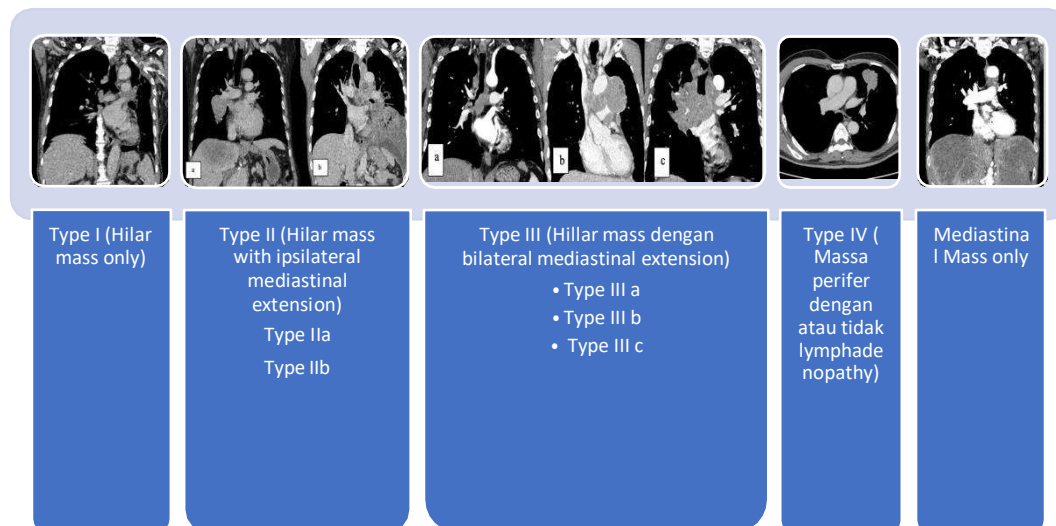 a
b
a
b
c
Type I (Hilar
mass only)
Type II (Hilar mass
with ipsilateral
mediastinal
extension)
Type IIa
Type IIb
Type III (Hillar mass dengan
bilateral mediastinal extension)
• Type III a
• Type III b
• Type III c
Type IV (
Massa
perifer
dengan
atau tidak
lymphade
nopathy)
Mediastina
l Mass only